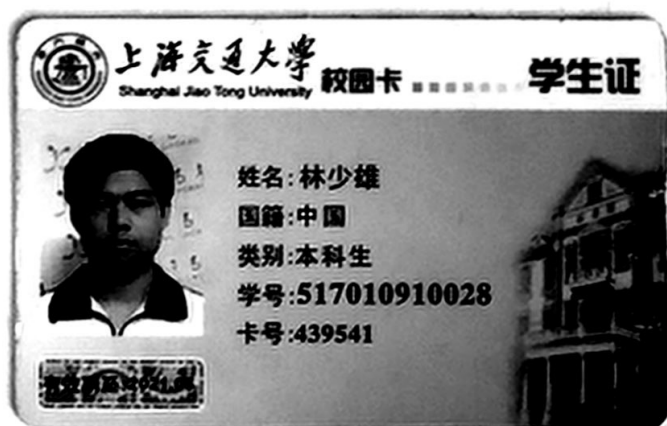 上海交通大学
Shanghai Jiao Tong University
校园卡
学生证
姓名:林少雄
国籍:中国
类别:本科生
学号:517010910028
卡号:439541